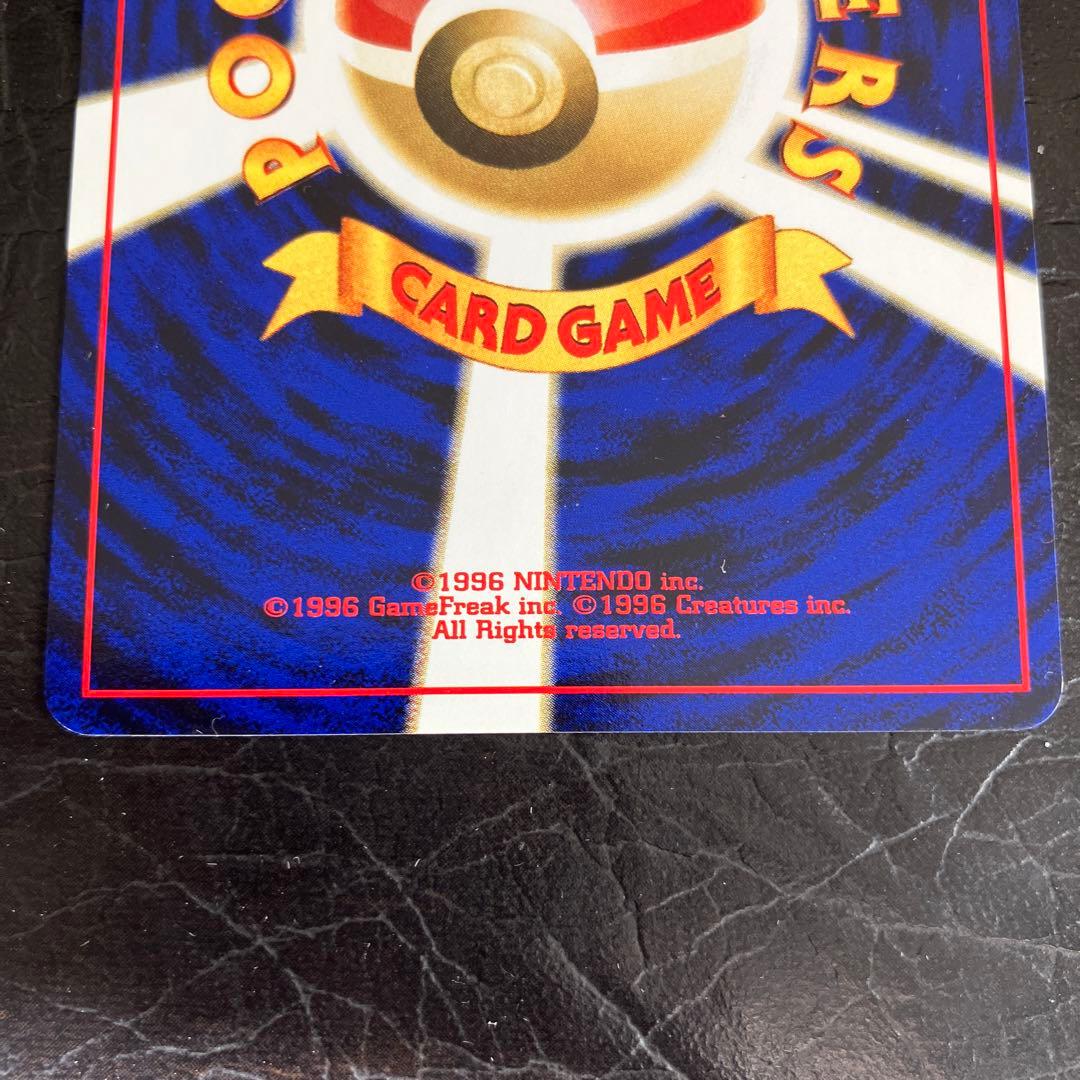 CARD GAME
©1996 NINTENDO inc.
©1996 GameFreak inc. ©1996 Creatures inc.
All Rights reserved.